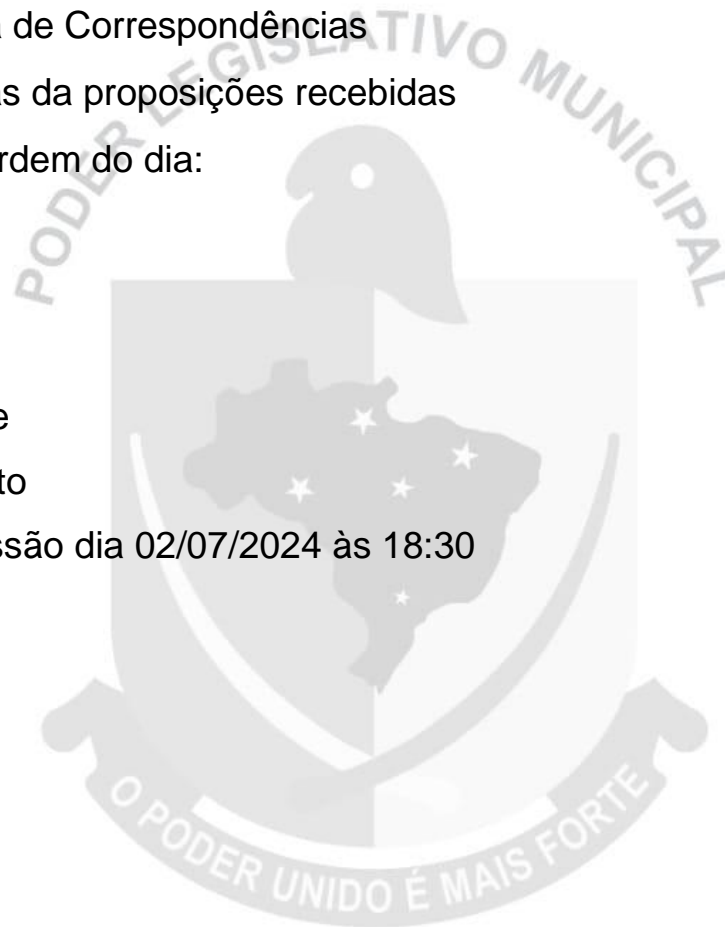 a de Correspondências
as da proposições recebidas
rdem do dia:
e
to
ssão dia 02/07/2024 às 18:30
PODER LEGISLATIVO MUNICIPAL
O PODER UNIDO É MAIS FORTE